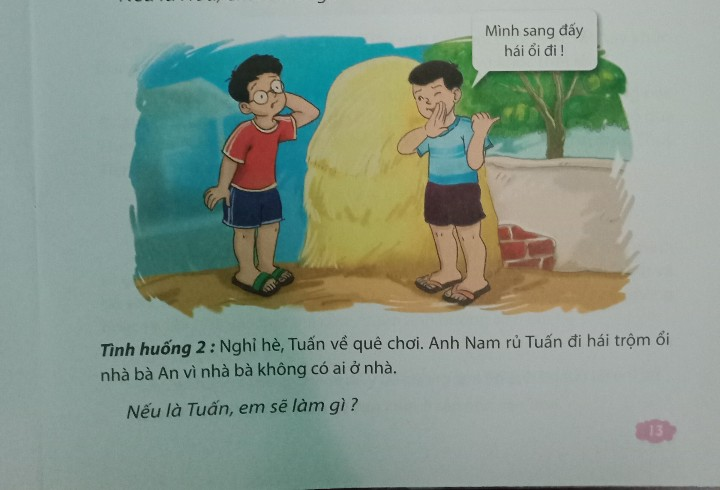 Mình sang đấy
hái ổi đi !
Tình huống 2 : Nghỉ hè, Tuấn về quê chơi. Anh Nam rủ Tuấn đi hái trộm ổi
nhà bà An vì nhà bà không có ai ở nhà.
Nếu là Tuấn, em sẽ làm gì ?
13